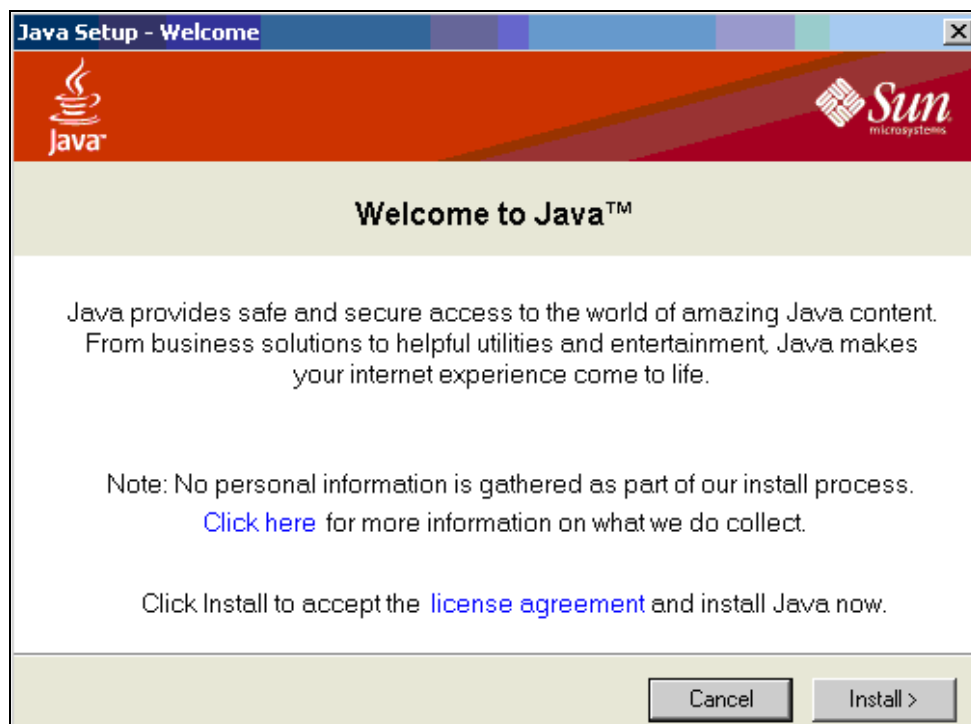 Java Setup - Welcome
Java™
Sun
microsystems
Welcome to Java™
Java provides safe and secure access to the world of amazing Java content.
From business solutions to helpful utilities and entertainment, Java makes
your internet experience come to life.
Note: No personal information is gathered as part of our install process.
Click here for more information on what we do collect.
Click Install to accept the license agreement and install Java now.
Cancel
Install >